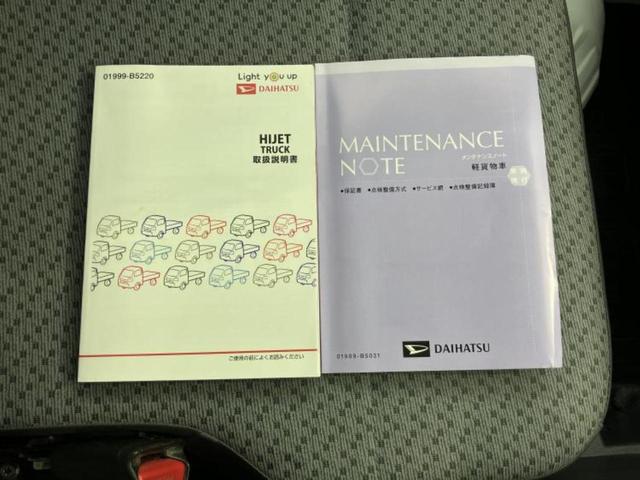 01999-B5220
Light you up
DAIHATSU
HIJET
TRUCK
取扱説明書
ご使用の前によくお読みください
MAINTENANCE
NOTE
メンテナンスノート
軽貨物車
●保証書 ●点検整備方式 ●サービス網 ●点検整備記録簿
01989-B5031
DAIHATSU